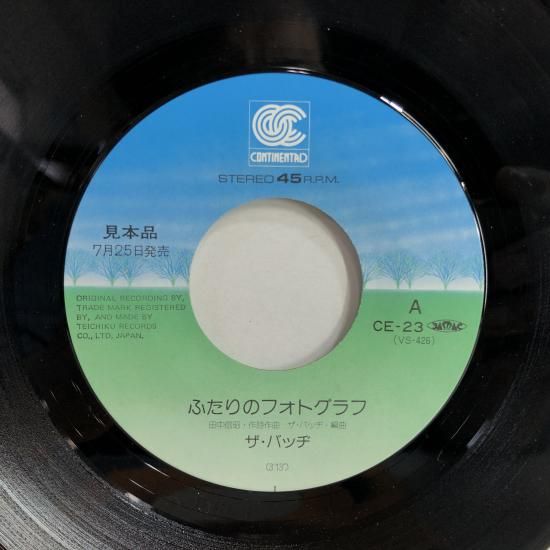 CONTINENTAL
STEREO 45 R.P.M.
見本品
7月25日発売
ORIGINAL RECORDING BY,
TRADE MARK REGISTERED
BY, AND MADE BY
TEICHIKU RECORDS
CO., LTD. JAPAN.
A
CE-23 JASRAC
(VS-426)
ふたりのフォトグラフ
田中信昭・作詩作曲 ザ・バッヂ・編曲
ザ・バッヂ
(3'13")